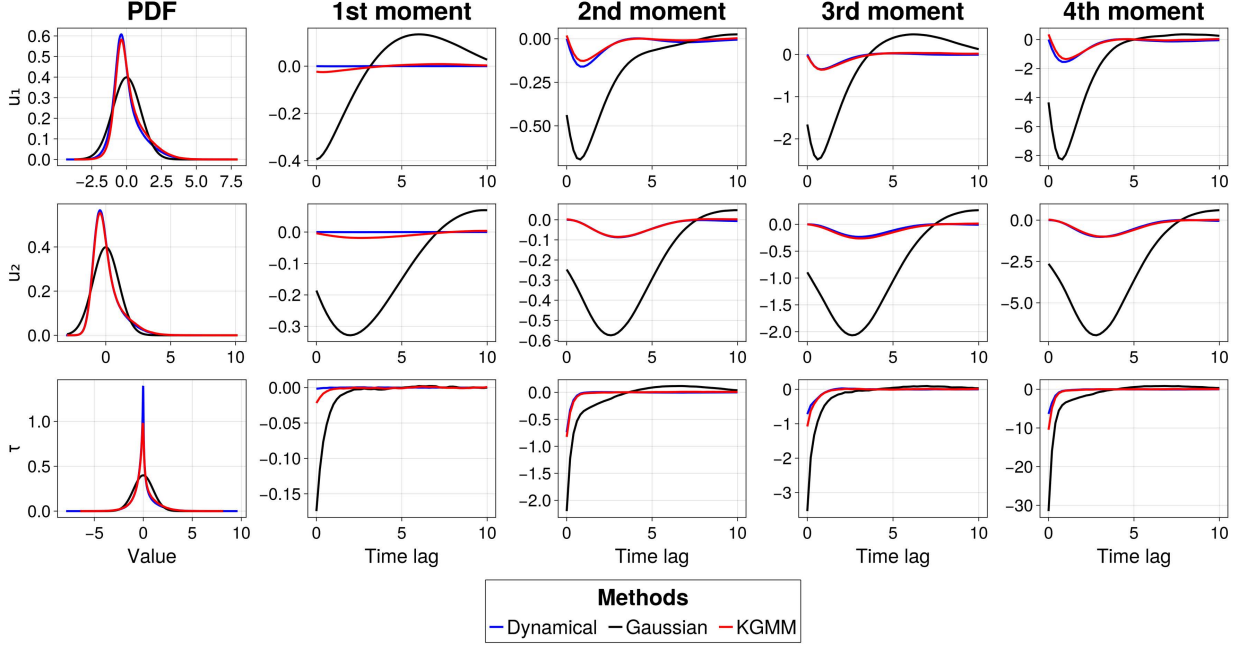 PDF 1st moment 2nd moment 3rd moment 4th moment
u₁
0.6 0.5 0.4 0.3 0.2 0.1 0.0
−2.5 0.0 2.5 5.0 7.5
0.0 −0.2 −0.4
0 5 10
0.00 −0.25 −0.50
0 5 10
0 −1 −2
0 5 10
0 −2 −4 −6 −8
0 5 10
u₂
0.4 0.2 0.0
0 5 10
0.0 −0.1 −0.2 −0.3
0 5 10
0.0 −0.1 −0.2 −0.3 −0.4 −0.5 −0.6
0 5 10
0.0 −0.5 −1.0 −1.5 −2.0
0 5 10
0.0 −2.5 −5.0
0 5 10
τ
1.0 0.5 0.0
−5 0 5 10
0.00 −0.05 −0.10 −0.15
0 5 10
0.0 −0.5 −1.0 −1.5 −2.0
0 5 10
0 −1 −2 −3
0 5 10
0 −10 −20 −30
0 5 10
Value Time lag Time lag Time lag Time lag
Methods
Dynamical Gaussian KGMM